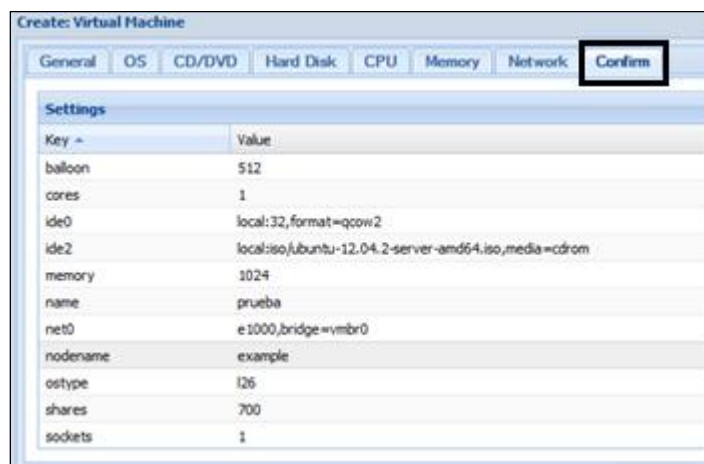 Create: Virtual Machine
General OS CD/DVD Hard Disk CPU Memory Network Confirm
Settings
Key Value
balloon 512
cores 1
ide0 local:32,format=qcow2
ide2 local:iso/ubuntu-12.04.2-server-amd64.iso,media=cdrom
memory 1024
name prueba
net0 e1000,bridge=vmbr0
nodename example
ostype l26
shares 700
sockets 1